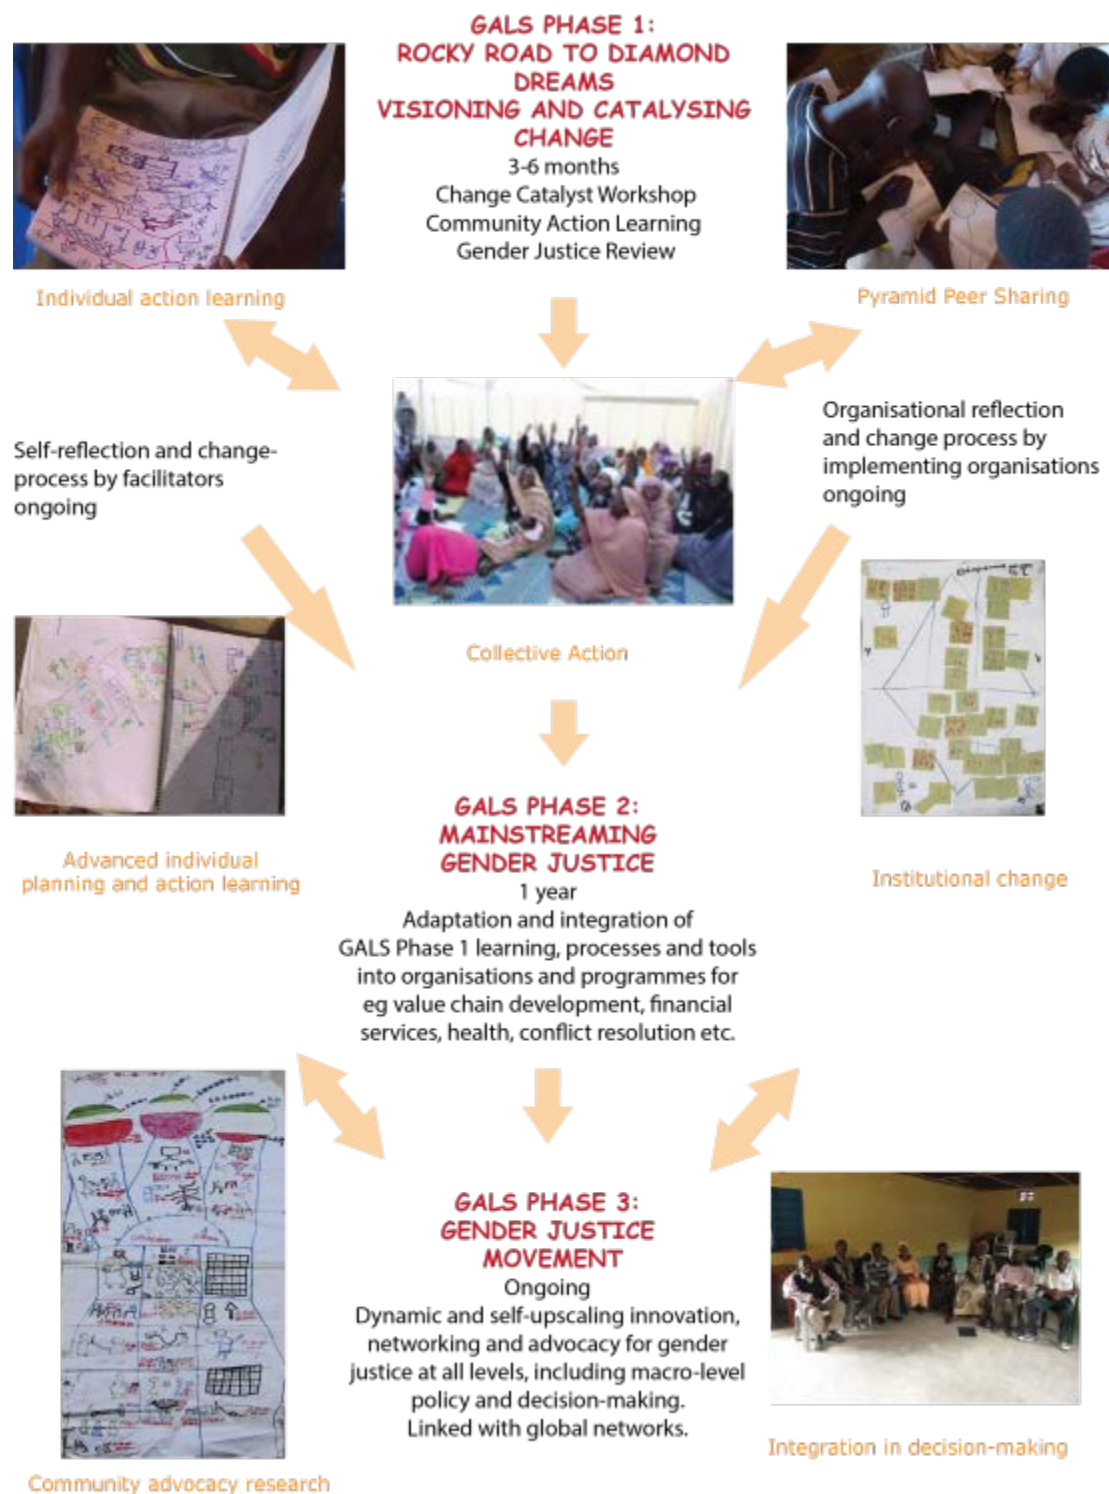 GALS PHASE 1:
ROCKY ROAD TO DIAMOND
DREAMS
VISIONING AND CATALYSING
CHANGE
3-6 months
Change Catalyst Workshop
Community Action Learning
Gender Justice Review
Individual action learning
Pyramid Peer Sharing
Self-reflection and change-
process by facilitators
ongoing
Organisational reflection
and change process by
implementing organisations
ongoing
Collective Action
Advanced individual
planning and action learning
Institutional change
GALS PHASE 2:
MAINSTREAMING
GENDER JUSTICE
1 year
Adaptation and integration of
GALS Phase 1 learning, processes and tools
into organisations and programmes for
eg value chain development, financial
services, health, conflict resolution etc.
GALS PHASE 3:
GENDER JUSTICE
MOVEMENT
Ongoing
Dynamic and self-upscaling innovation,
networking and advocacy for gender
justice at all levels, including macro-level
policy and decision-making.
Linked with global networks.
Community advocacy research
Integration in decision-making